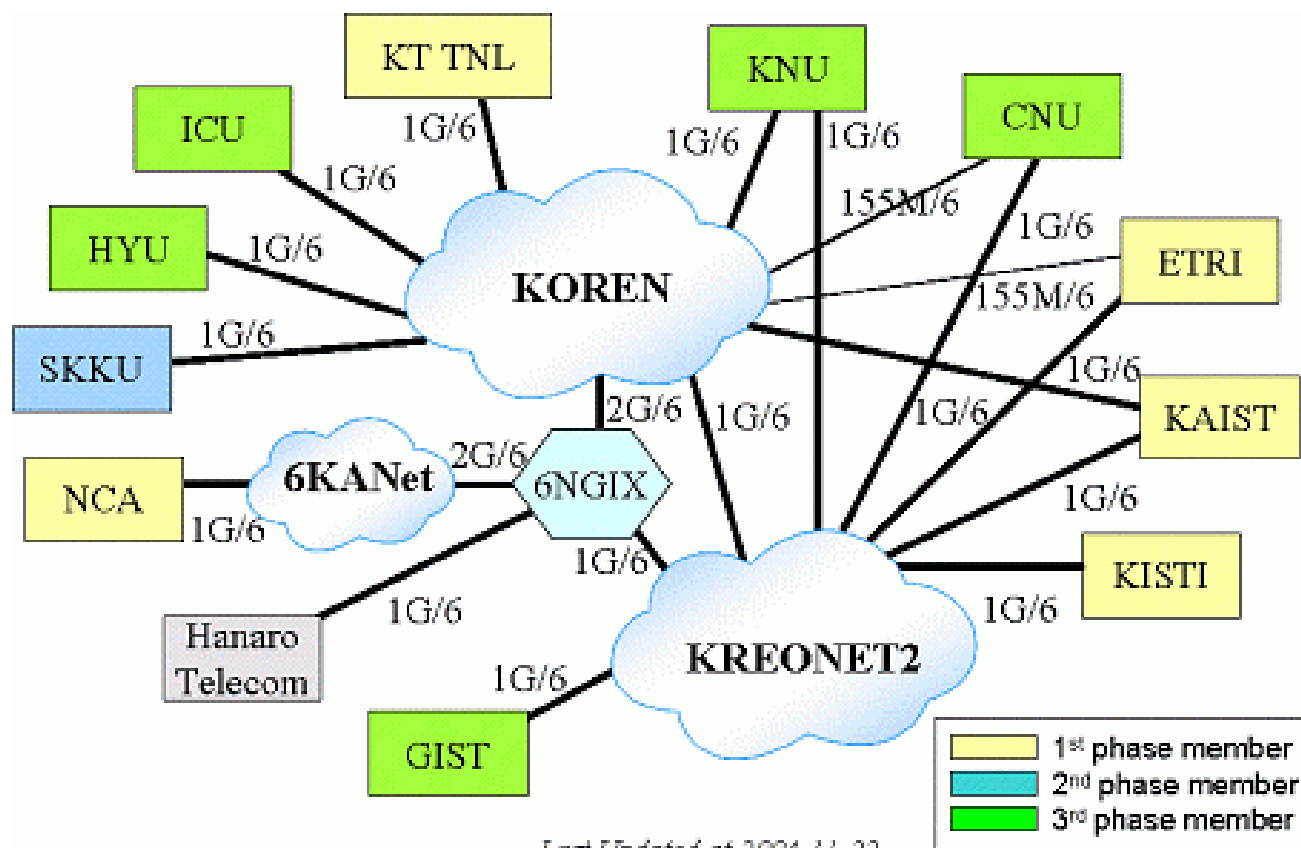 KT TNL
KNU
CNU
ICU
1G/6
1G/6
1G/6
1G/6
155M/6
HYU
1G/6
1G/6
ETRI
KOREN
155M/6
SKKU
1G/6
1G/6
KAIST
2G/6
1G/6
1G/6
NCA
1G/6
6KANet
2G/6
6NGIX
1G/6
1G/6
KISTI
1G/6
1G/6
Hanaro
Telecom
KREONET2
1G/6
GIST
1st phase member
2nd phase member
3rd phase member
Last Updated at